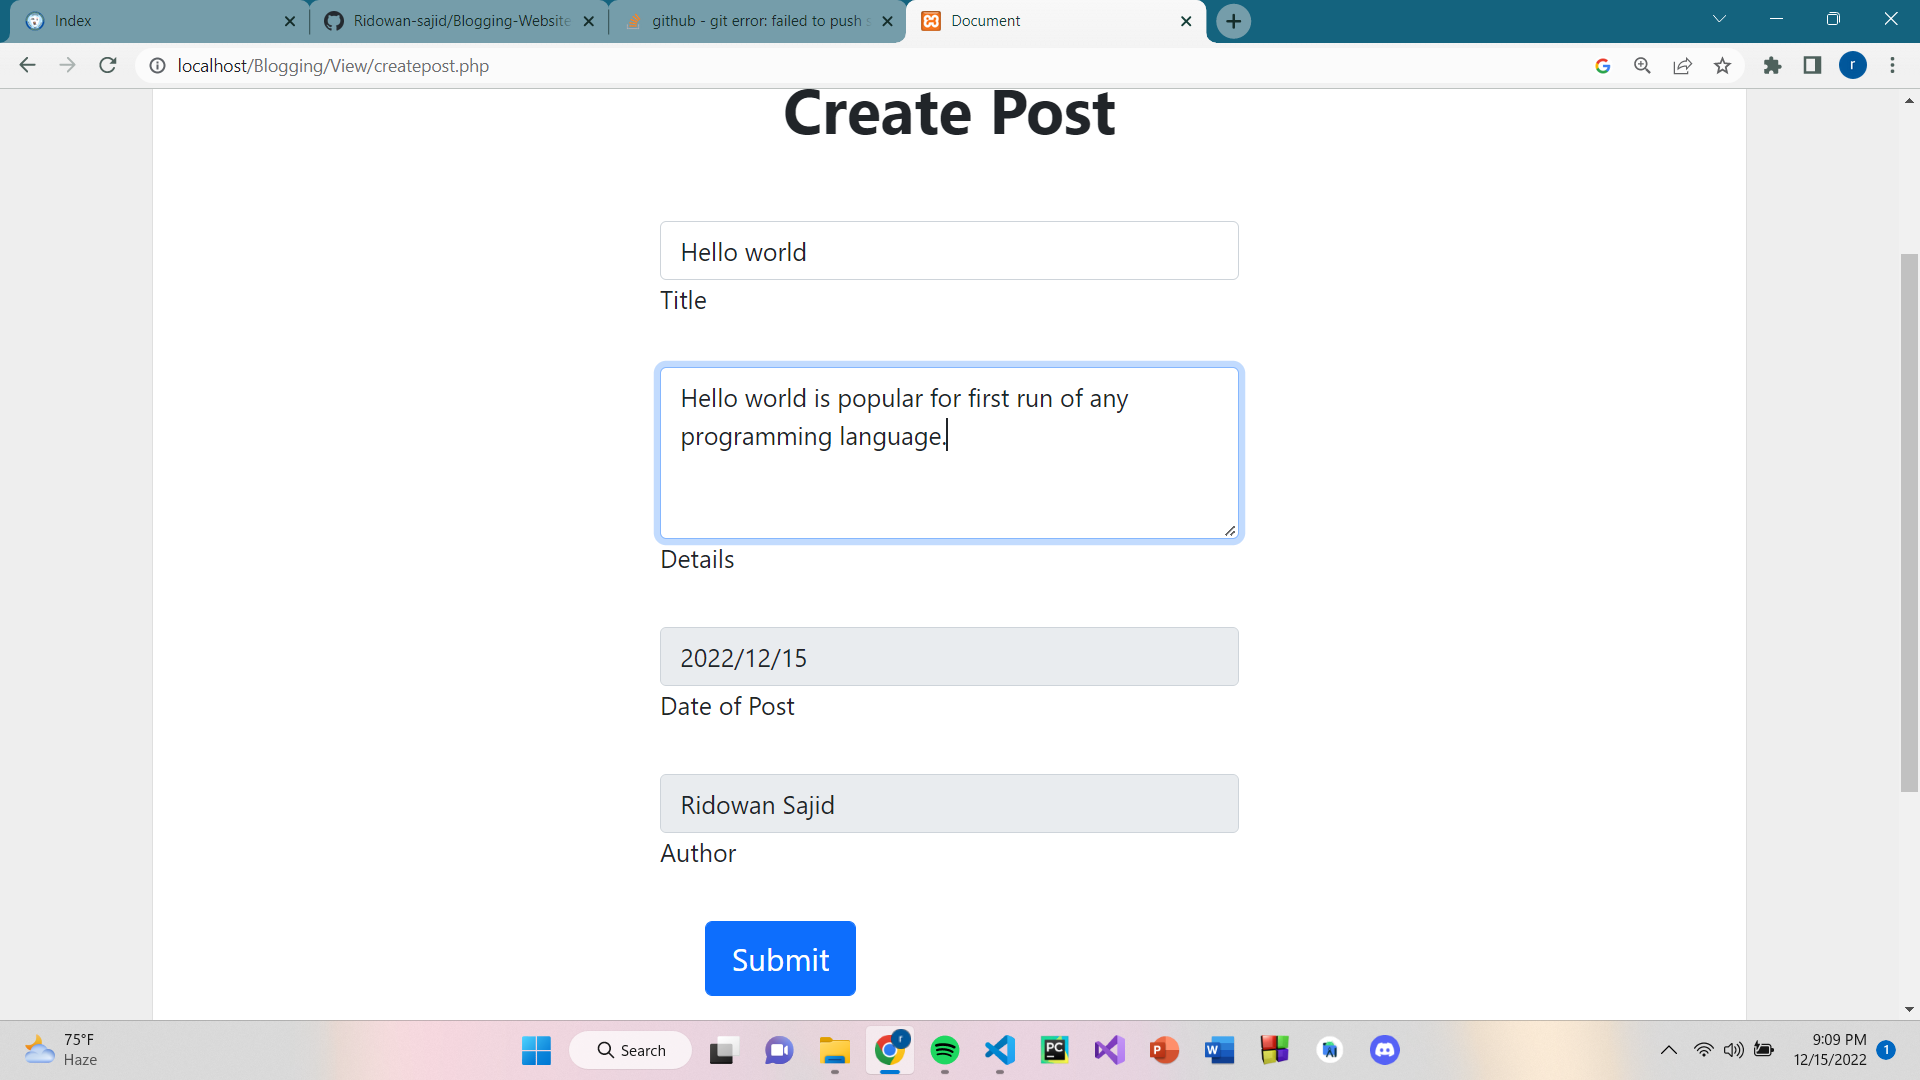 Index
Ridowan-sajid/Blogging-Website
github - git error: failed to push s
Document
localhost/Blogging/View/createpost.php
r
Create Post
Hello world
Title
Hello world is popular for first run of any
programming language.
Details
2022/12/15
Date of Post
Ridowan Sajid
Author
Submit
75°F
Haze
Search
r
PC
P
W
9:09 PM
12/15/2022
1